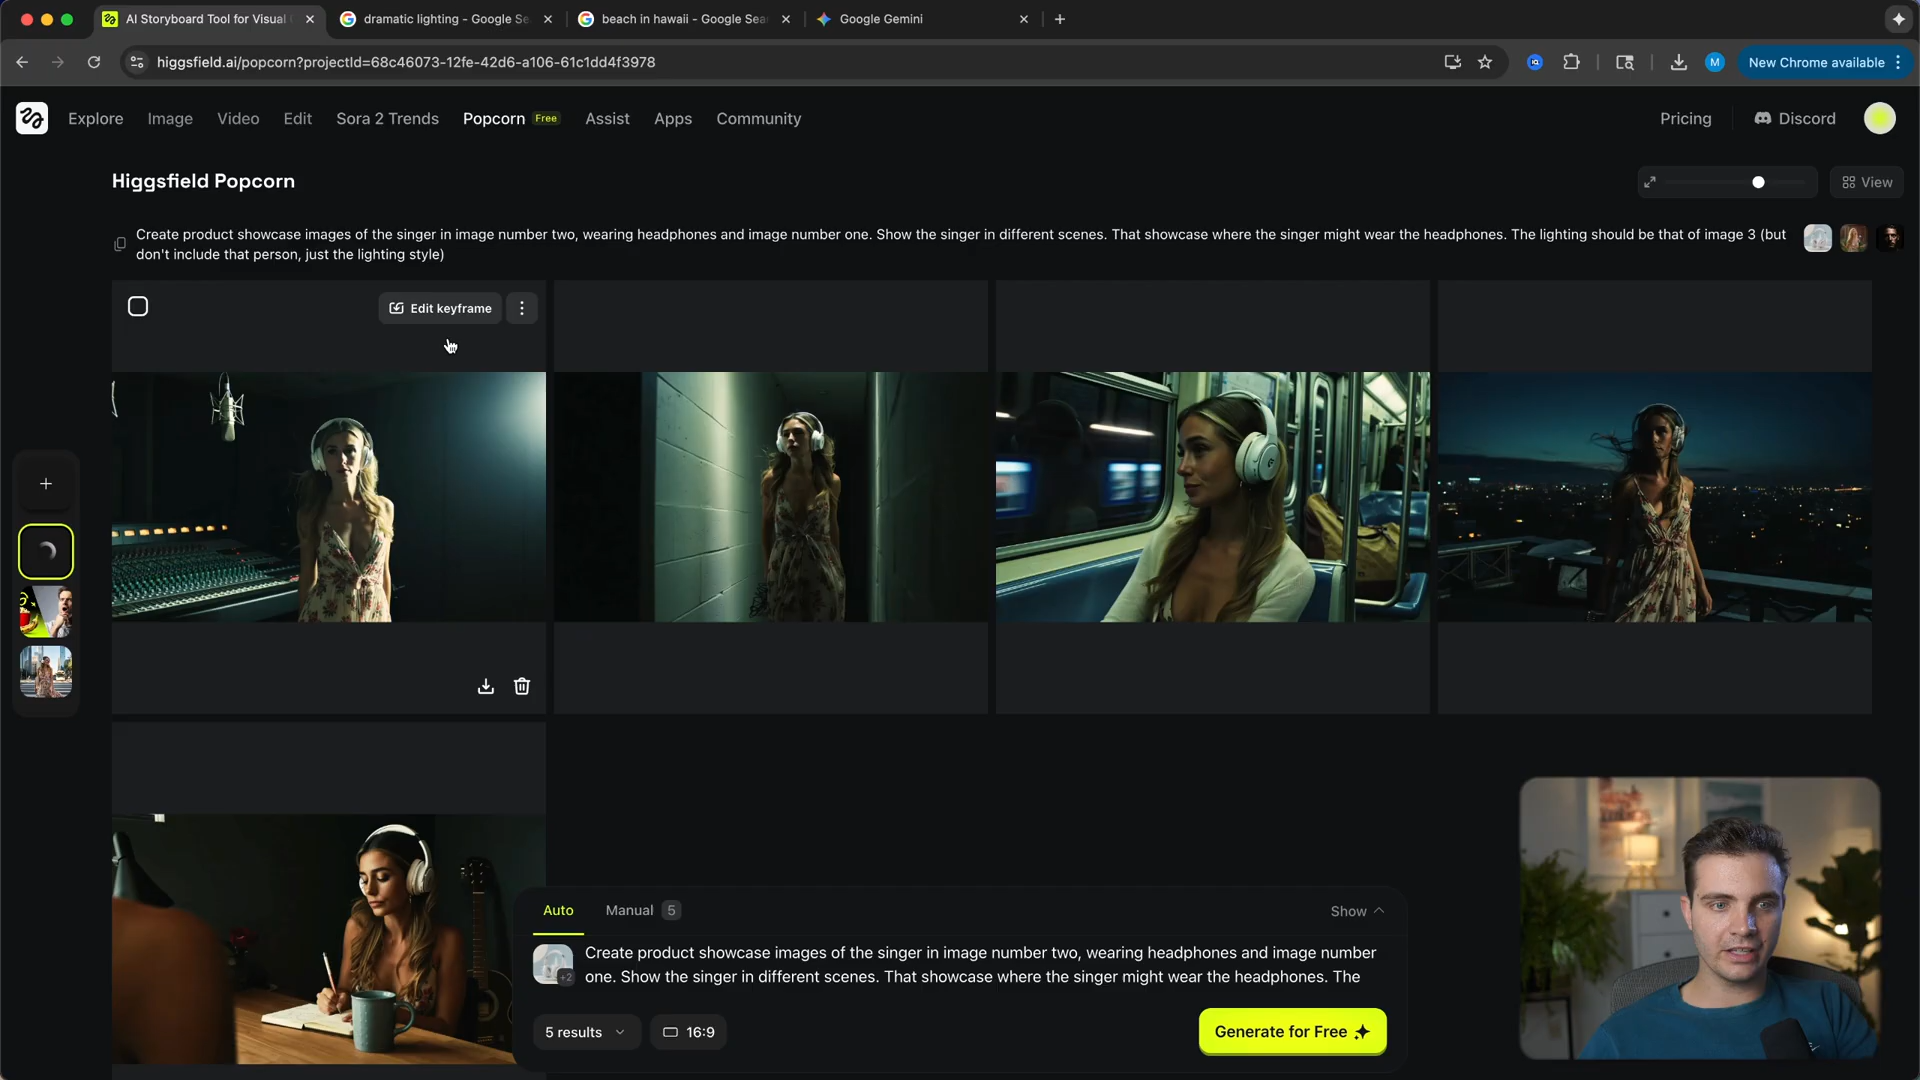 AI Storyboard Tool for Visual
dramatic lighting - Google Se
beach in hawaii - Google Sear
Google Gemini
higgsfield.ai/popcorn?projectId=68c46073-12fe-42d6-a106-61c1dd4f3978
M
New Chrome available
Explore
Image
Video
Edit
Sora 2 Trends
Popcorn
Free
Assist
Apps
Community
Pricing
Discord
Higgsfield Popcorn
View
Create product showcase images of the singer in image number two, wearing headphones and image number one. Show the singer in different scenes. That showcase where the singer might wear the headphones. The lighting should be that of image 3 (but
don't include that person, just the lighting style)
Edit keyframe
Auto
Manual
5
Show
Create product showcase images of the singer in image number two, wearing headphones and image number
one. Show the singer in different scenes. That showcase where the singer might wear the headphones. The
+2
5 results
16:9
Generate for Free